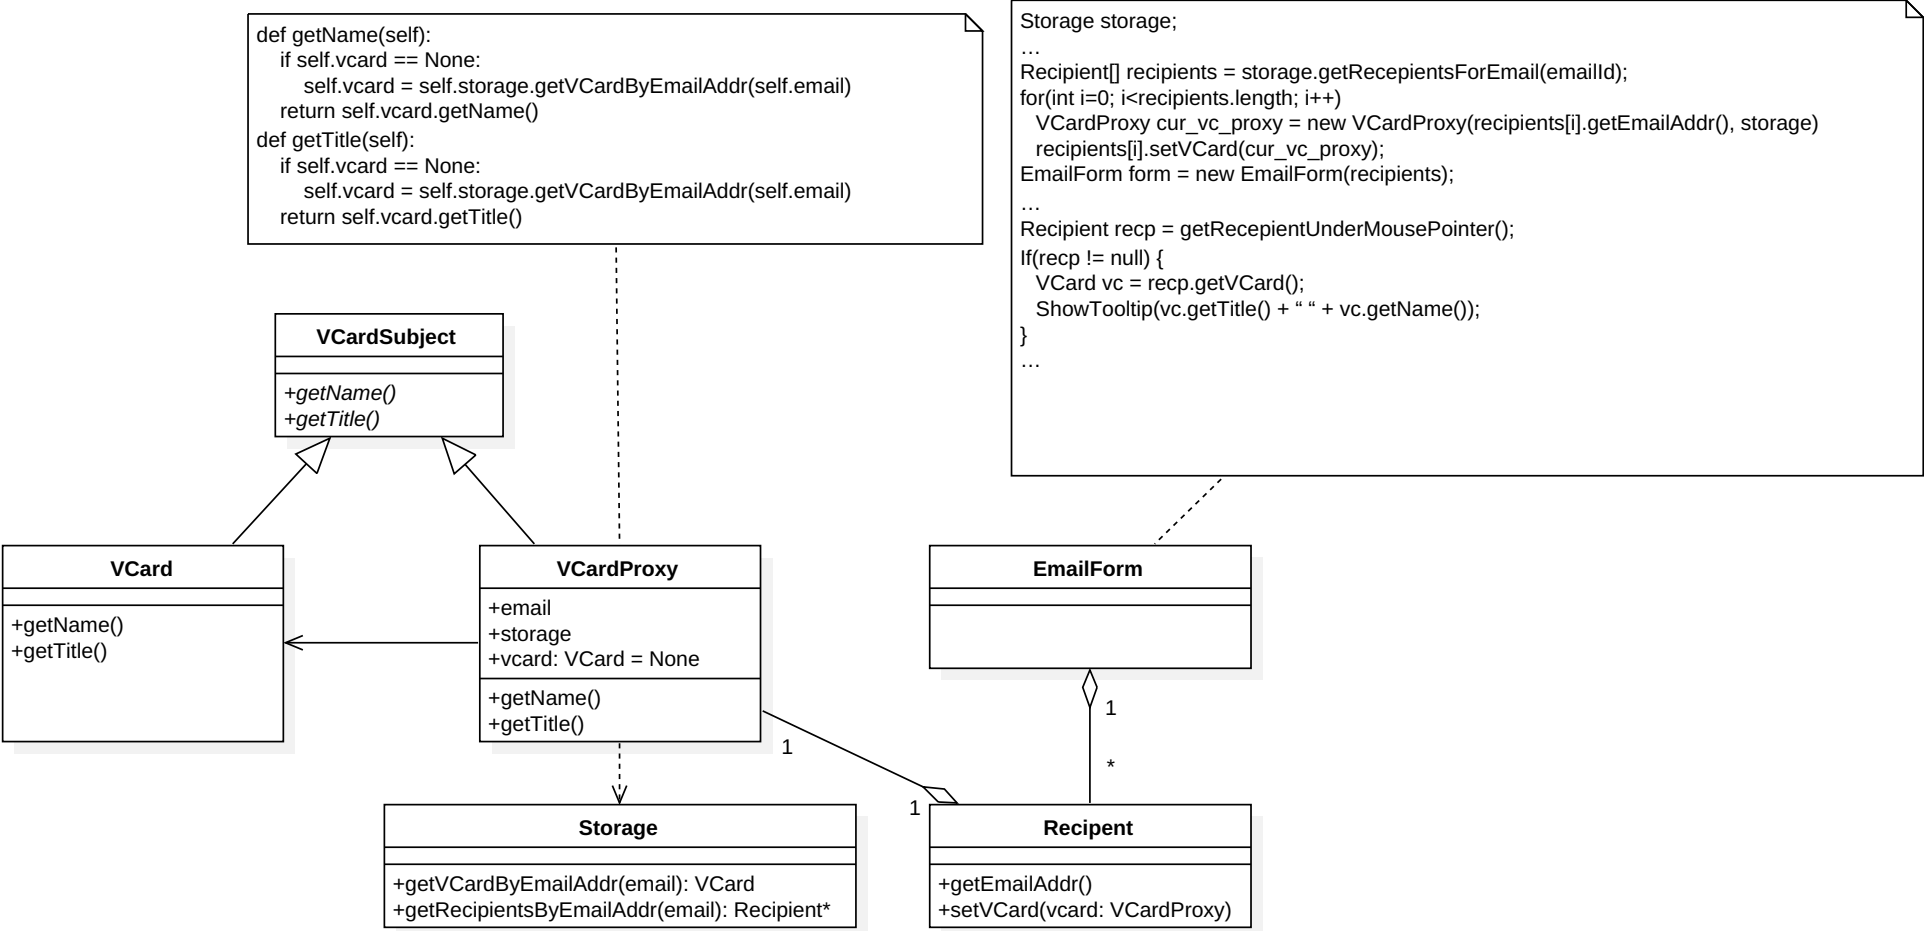 def getName(self):
if self.vcard == None:
self.vcard = self.storage.getVCardByEmailAddr(self.email)
return self.vcard.getName()
def getTitle(self):
if self.vcard == None:
self.vcard = self.storage.getVCardByEmailAddr(self.email)
return self.vcard.getTitle()
Storage storage;
…
Recipient[] recipients = storage.getRecepientsForEmail(emailId);
for(int i=0; i<recipients.length; i++)
VCardProxy cur_vc_proxy = new VCardProxy(recipients[i].getEmailAddr(), storage)
recipients[i].setVCard(cur_vc_proxy);
EmailForm form = new EmailForm(recipients);
…
Recipient recp = getRecepientUnderMousePointer();
If(recp != null) {
VCard vc = recp.getVCard();
ShowTooltip(vc.getTitle() + “ “ + vc.getName());
}
…
VCardSubject
+getName()
+getTitle()
VCard
+getName()
+getTitle()
VCardProxy
+email
+storage
+vcard: VCard = None
+getName()
+getTitle()
EmailForm
1
*
1
1
Storage
+getVCardByEmailAddr(email): VCard
+getRecipientsByEmailAddr(email): Recipient*
Recipent
+getEmailAddr()
+setVCard(vcard: VCardProxy)